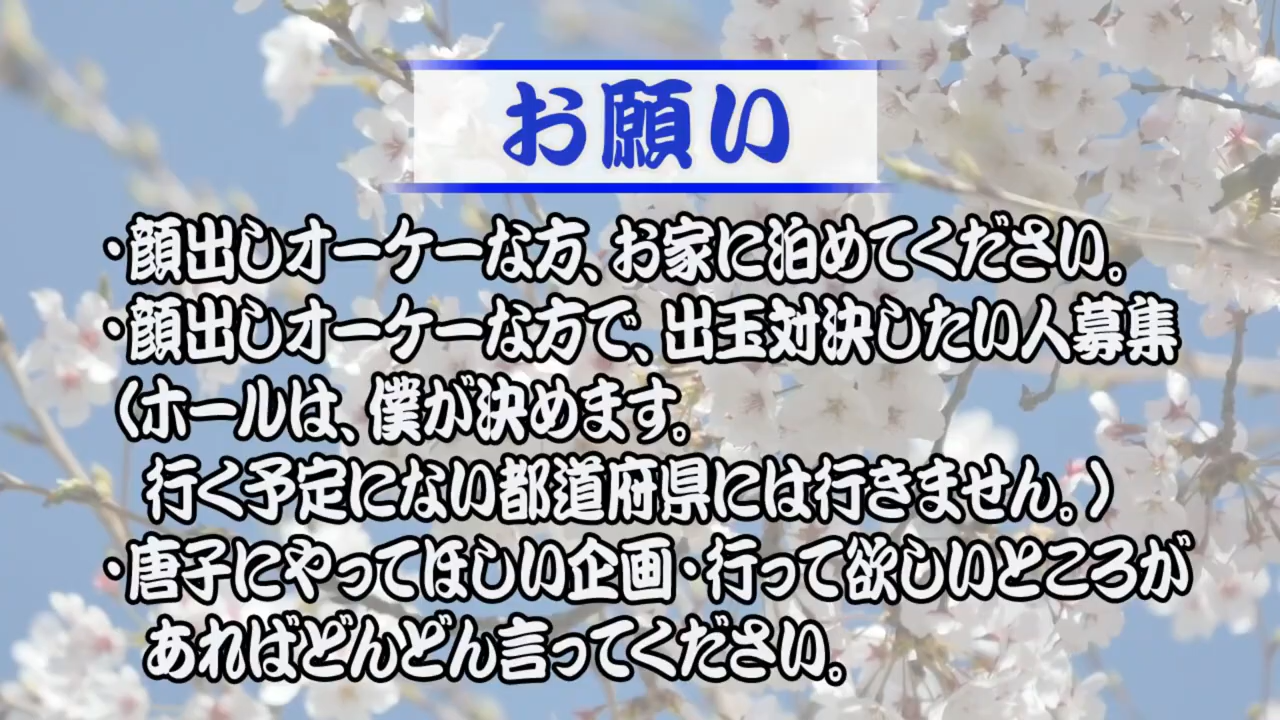 お願い
・顔出しオーケーな方、お家に泊めてください。
・顔出しオーケーな方で、出玉対決したい人募集
（ホールは、僕が決めます。
行く予定にない都道府県には行きません。）
・唐子にやってほしい企画・行って欲しいところが
あればどんどん言ってください。